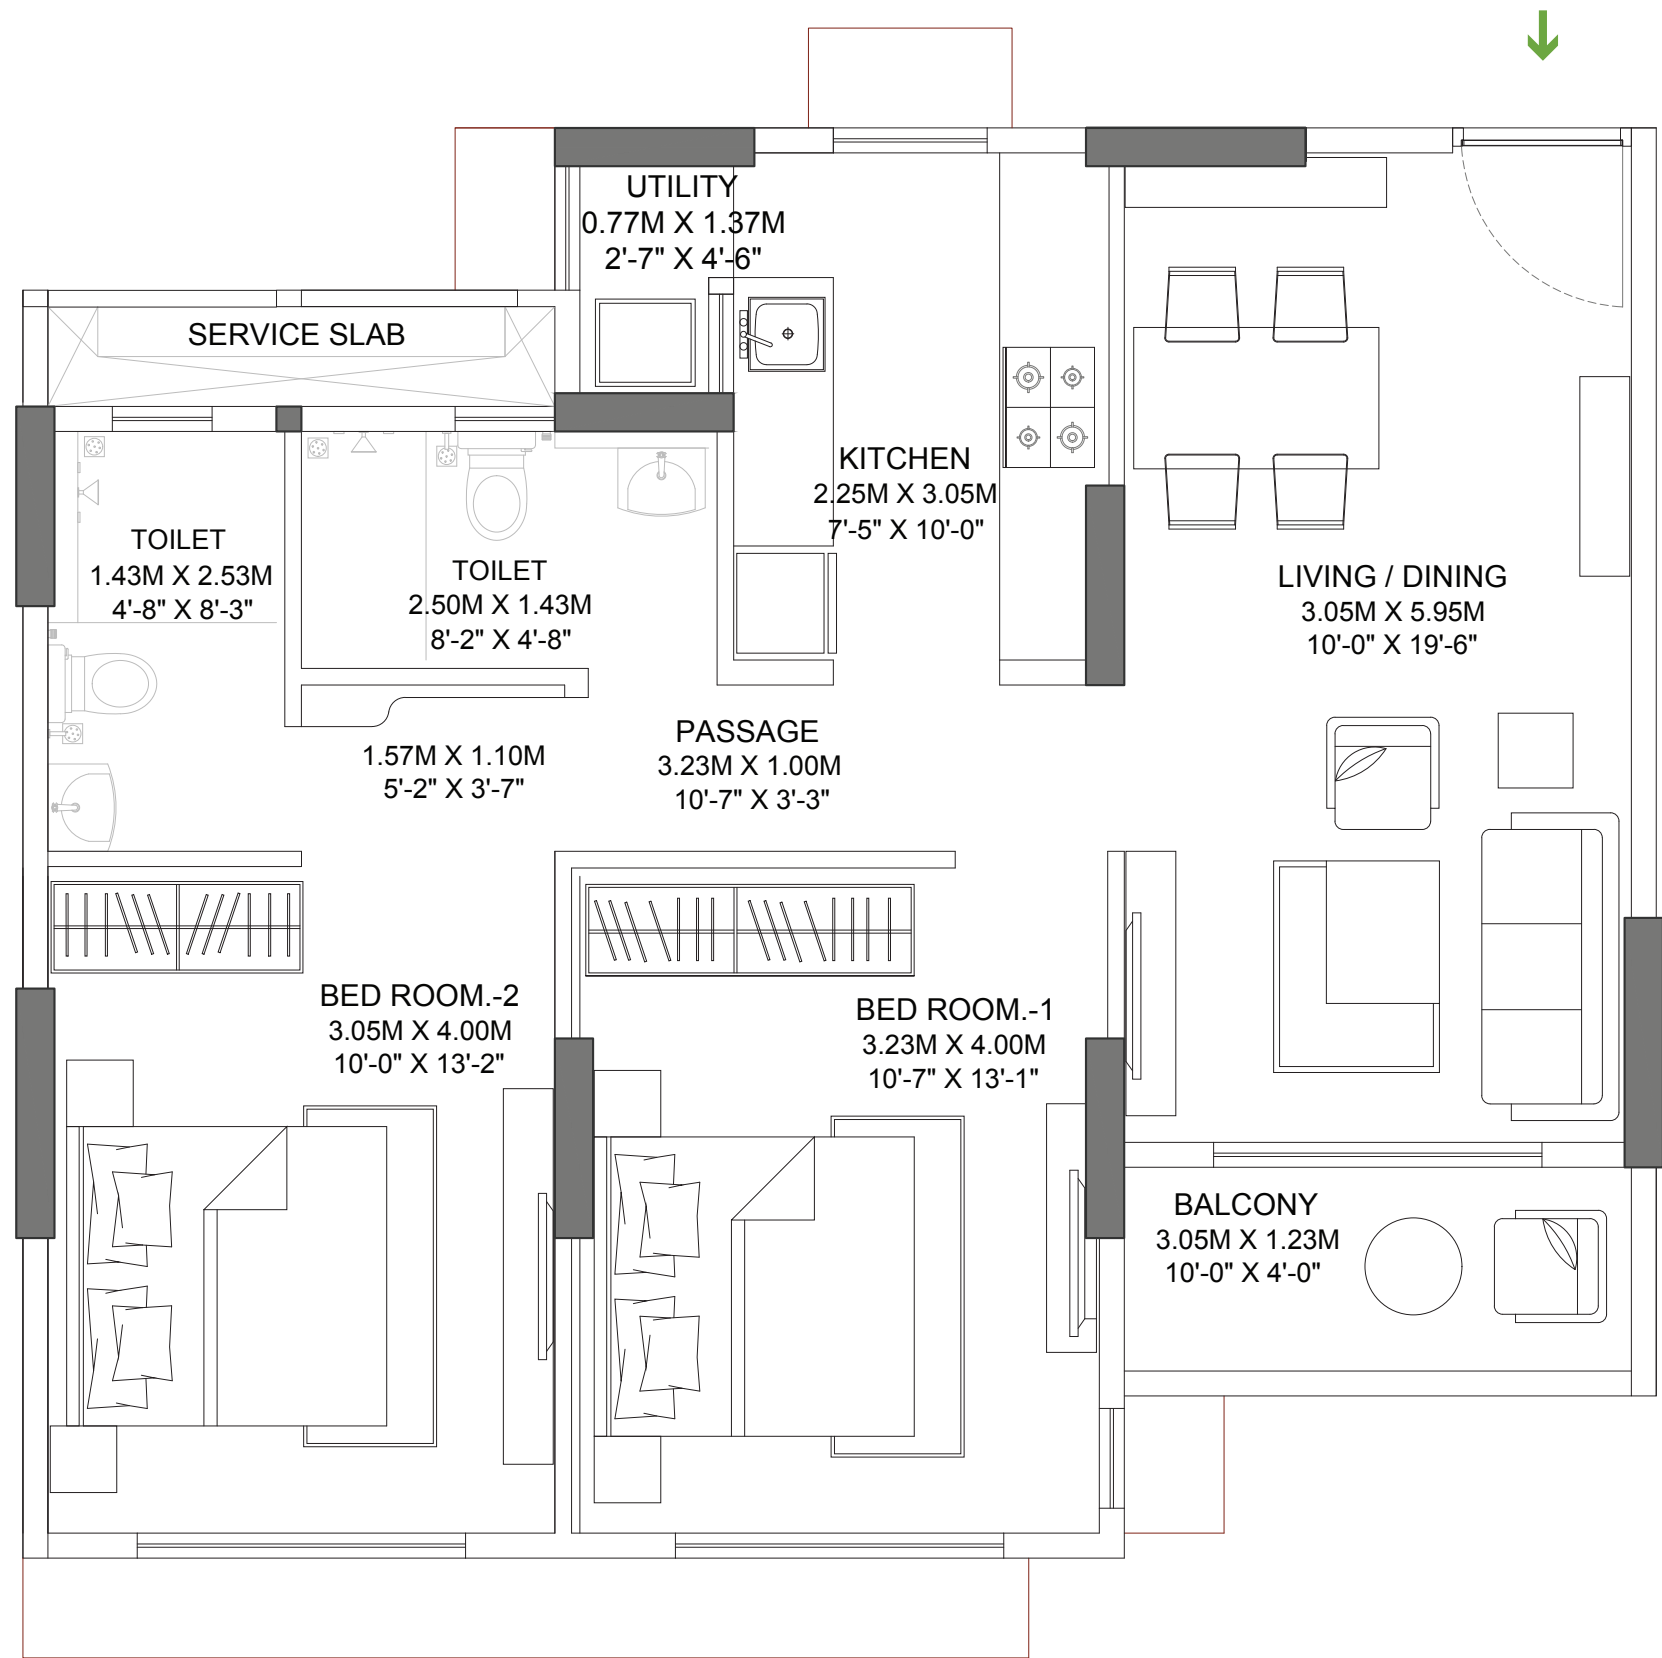 UTILITY
0.77M X 1.37M
2'-7" X 4'-6"
SERVICE SLAB
KITCHEN
2.25M X 3.05M
7'-5" X 10'-0"
TOILET
1.43M X 2.53M
4'-8" X 8'-3"
TOILET
2.50M X 1.43M
8'-2" X 4'-8"
LIVING / DINING
3.05M X 5.95M
10'-0" X 19'-6"
PASSAGE
3.23M X 1.00M
10'-7" X 3'-3"
1.57M X 1.10M
5'-2" X 3'-7"
BED ROOM.-2
3.05M X 4.00M
10'-0" X 13'-2"
BED ROOM.-1
3.23M X 4.00M
10'-7" X 13'-1"
BALCONY
3.05M X 1.23M
10'-0" X 4'-0"